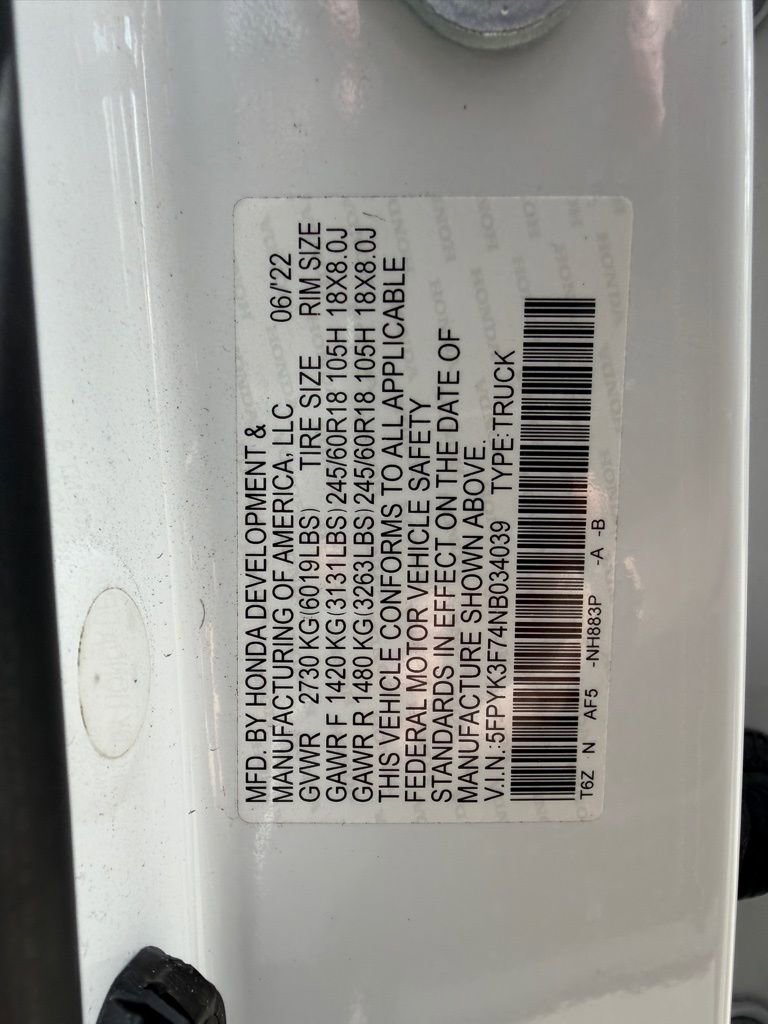 MFD. BY HONDA DEVELOPMENT &
MANUFACTURING OF AMERICA, LLC 06/'22
GVWR 2730 KG(6019LBS) TIRE SIZE RIM SIZE
GAWR F 1420 KG(3131LBS) 245/60R18 105H 18X8.0J
GAWR R 1480 KG(3263LBS) 245/60R18 105H 18X8.0J
THIS VEHICLE CONFORMS TO ALL APPLICABLE
FEDERAL MOTOR VEHICLE SAFETY
STANDARDS IN EFFECT ON THE DATE OF
MANUFACTURE SHOWN ABOVE.
V.I.N.:5FPYK3F74NB034039 TYPE:TRUCK
T6Z N AF5 -NH883P -A -B